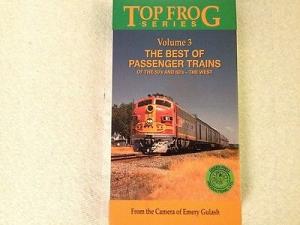 TOP FROG
SERIES
Volume 3
THE BEST OF
PASSENGER TRAINS
OF THE 50's AND 60's - THE WEST
From the Camera of Emery Gulash